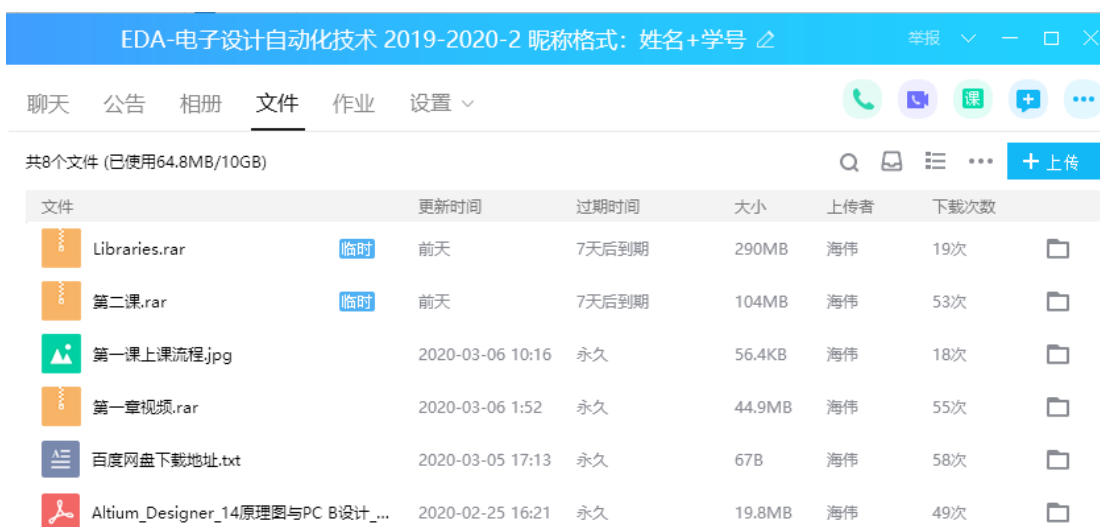 EDA-电子设计自动化技术 2019-2020-2 昵称格式：姓名+学号 举报
聊天 公告 相册 文件 作业 设置 课
共8个文件 (已使用64.8MB/10GB) 上传
文件 更新时间 过期时间 大小 上传者 下载次数
Libraries.rar 临时 前天 7天后到期 290MB 海伟 19次
第二课.rar 临时 前天 7天后到期 104MB 海伟 53次
第一课上课流程.jpg 2020-03-06 10:16 永久 56.4KB 海伟 18次
第一章视频.rar 2020-03-06 1:52 永久 44.9MB 海伟 55次
百度网盘下载地址.txt 2020-03-05 17:13 永久 67B 海伟 58次
Altium_Designer_14原理图与PC B设计_... 2020-02-25 16:21 永久 19.8MB 海伟 49次